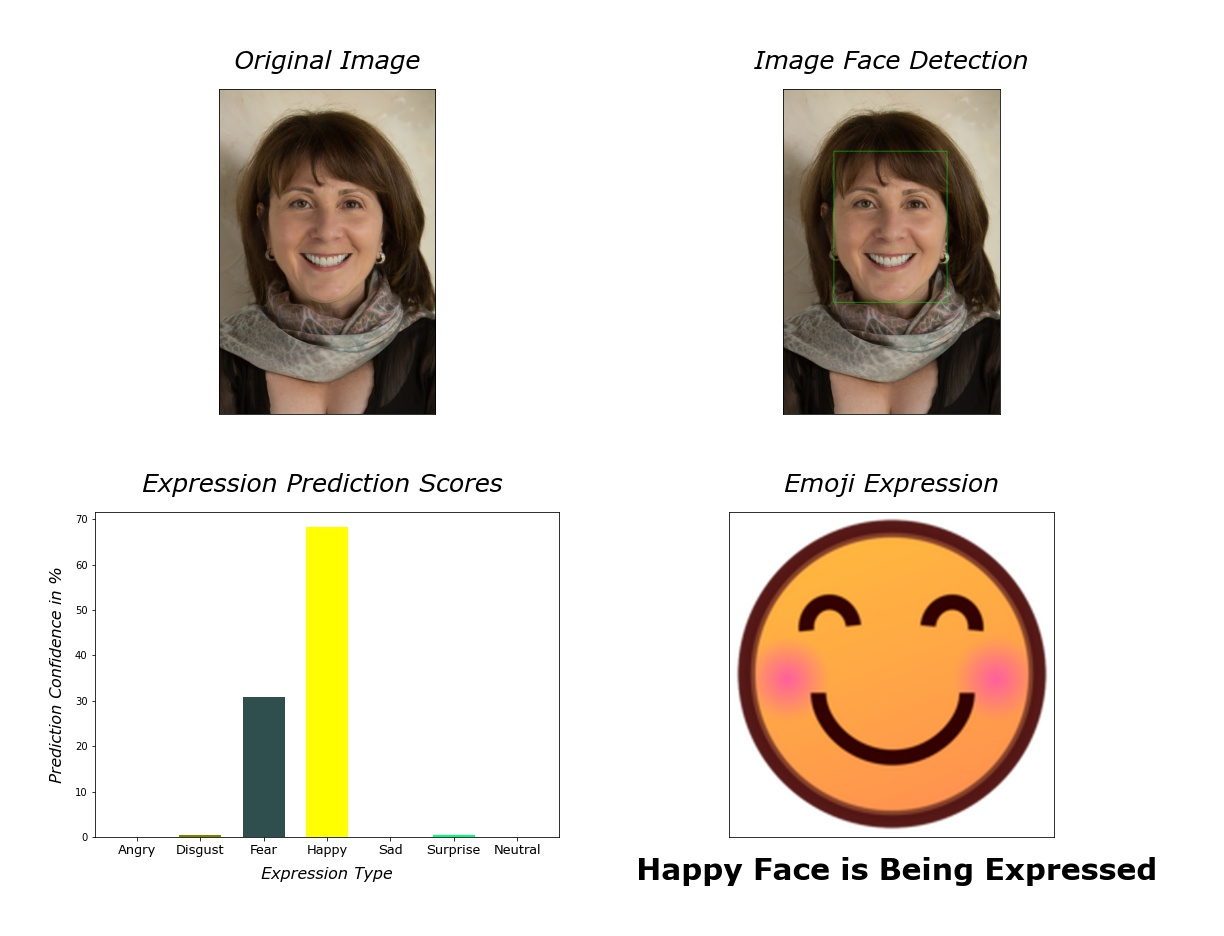 Original Image
Image Face Detection
Expression Prediction Scores
Emoji Expression
Prediction Confidence in %
70
60
50
40
30
20
10
0
Angry Disgust Fear Happy Sad Surprise Neutral
Expression Type
Happy Face is Being Expressed